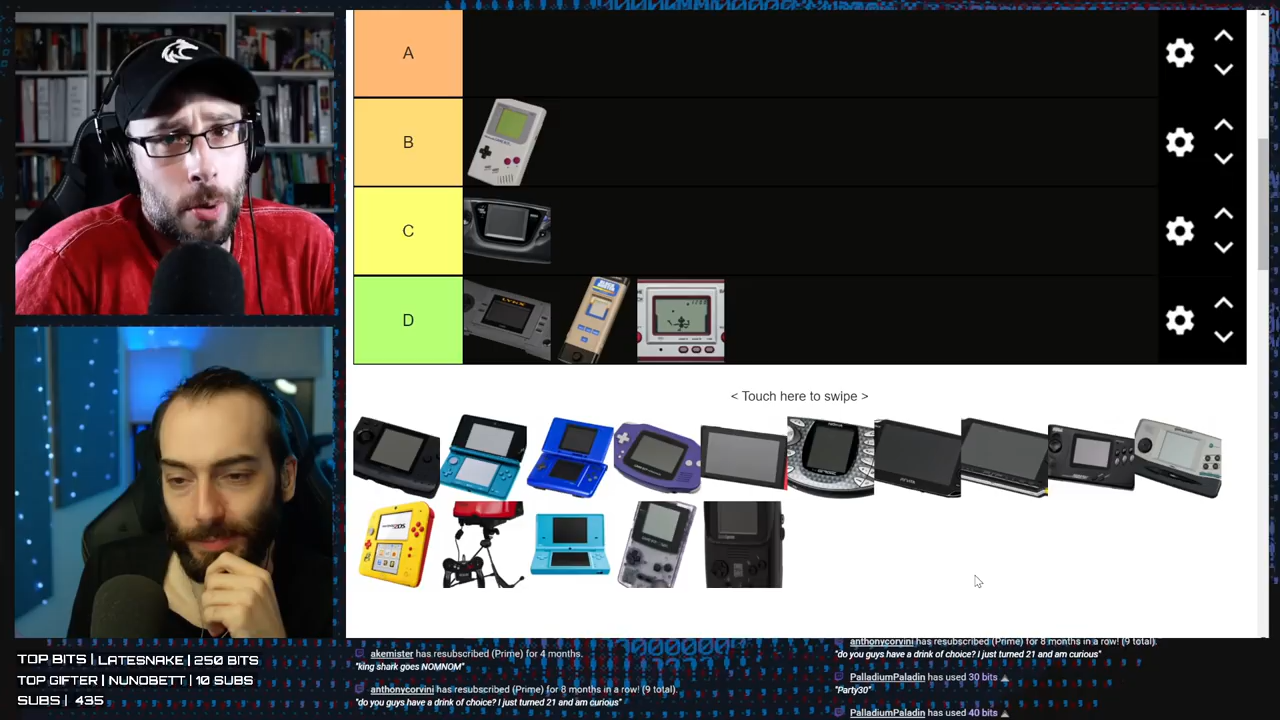 A
B
C
D
LYNX
< Touch here to swipe >
TOP BITS | LATESNAKE | 250 BITS
TOP GIFTER | NUNOBETT | 10 SUBS
SUBS | 435
akemister has resubscribed (Prime) for 4 months.
"king shark goes NOMNOM"
anthonycorvini has resubscribed (Prime) for 8 months in a row! (9 total).
"do you guys have a drink of choice? I just turned 21 and am curious"
anthonycorvini has resubscribed (Prime) for 8 months in a row! (9 total).
"do you guys have a drink of choice? I just turned 21 and am curious"
PalladiumPaladin has used 30 bits
"Party30"
PalladiumPaladin has used 40 bits